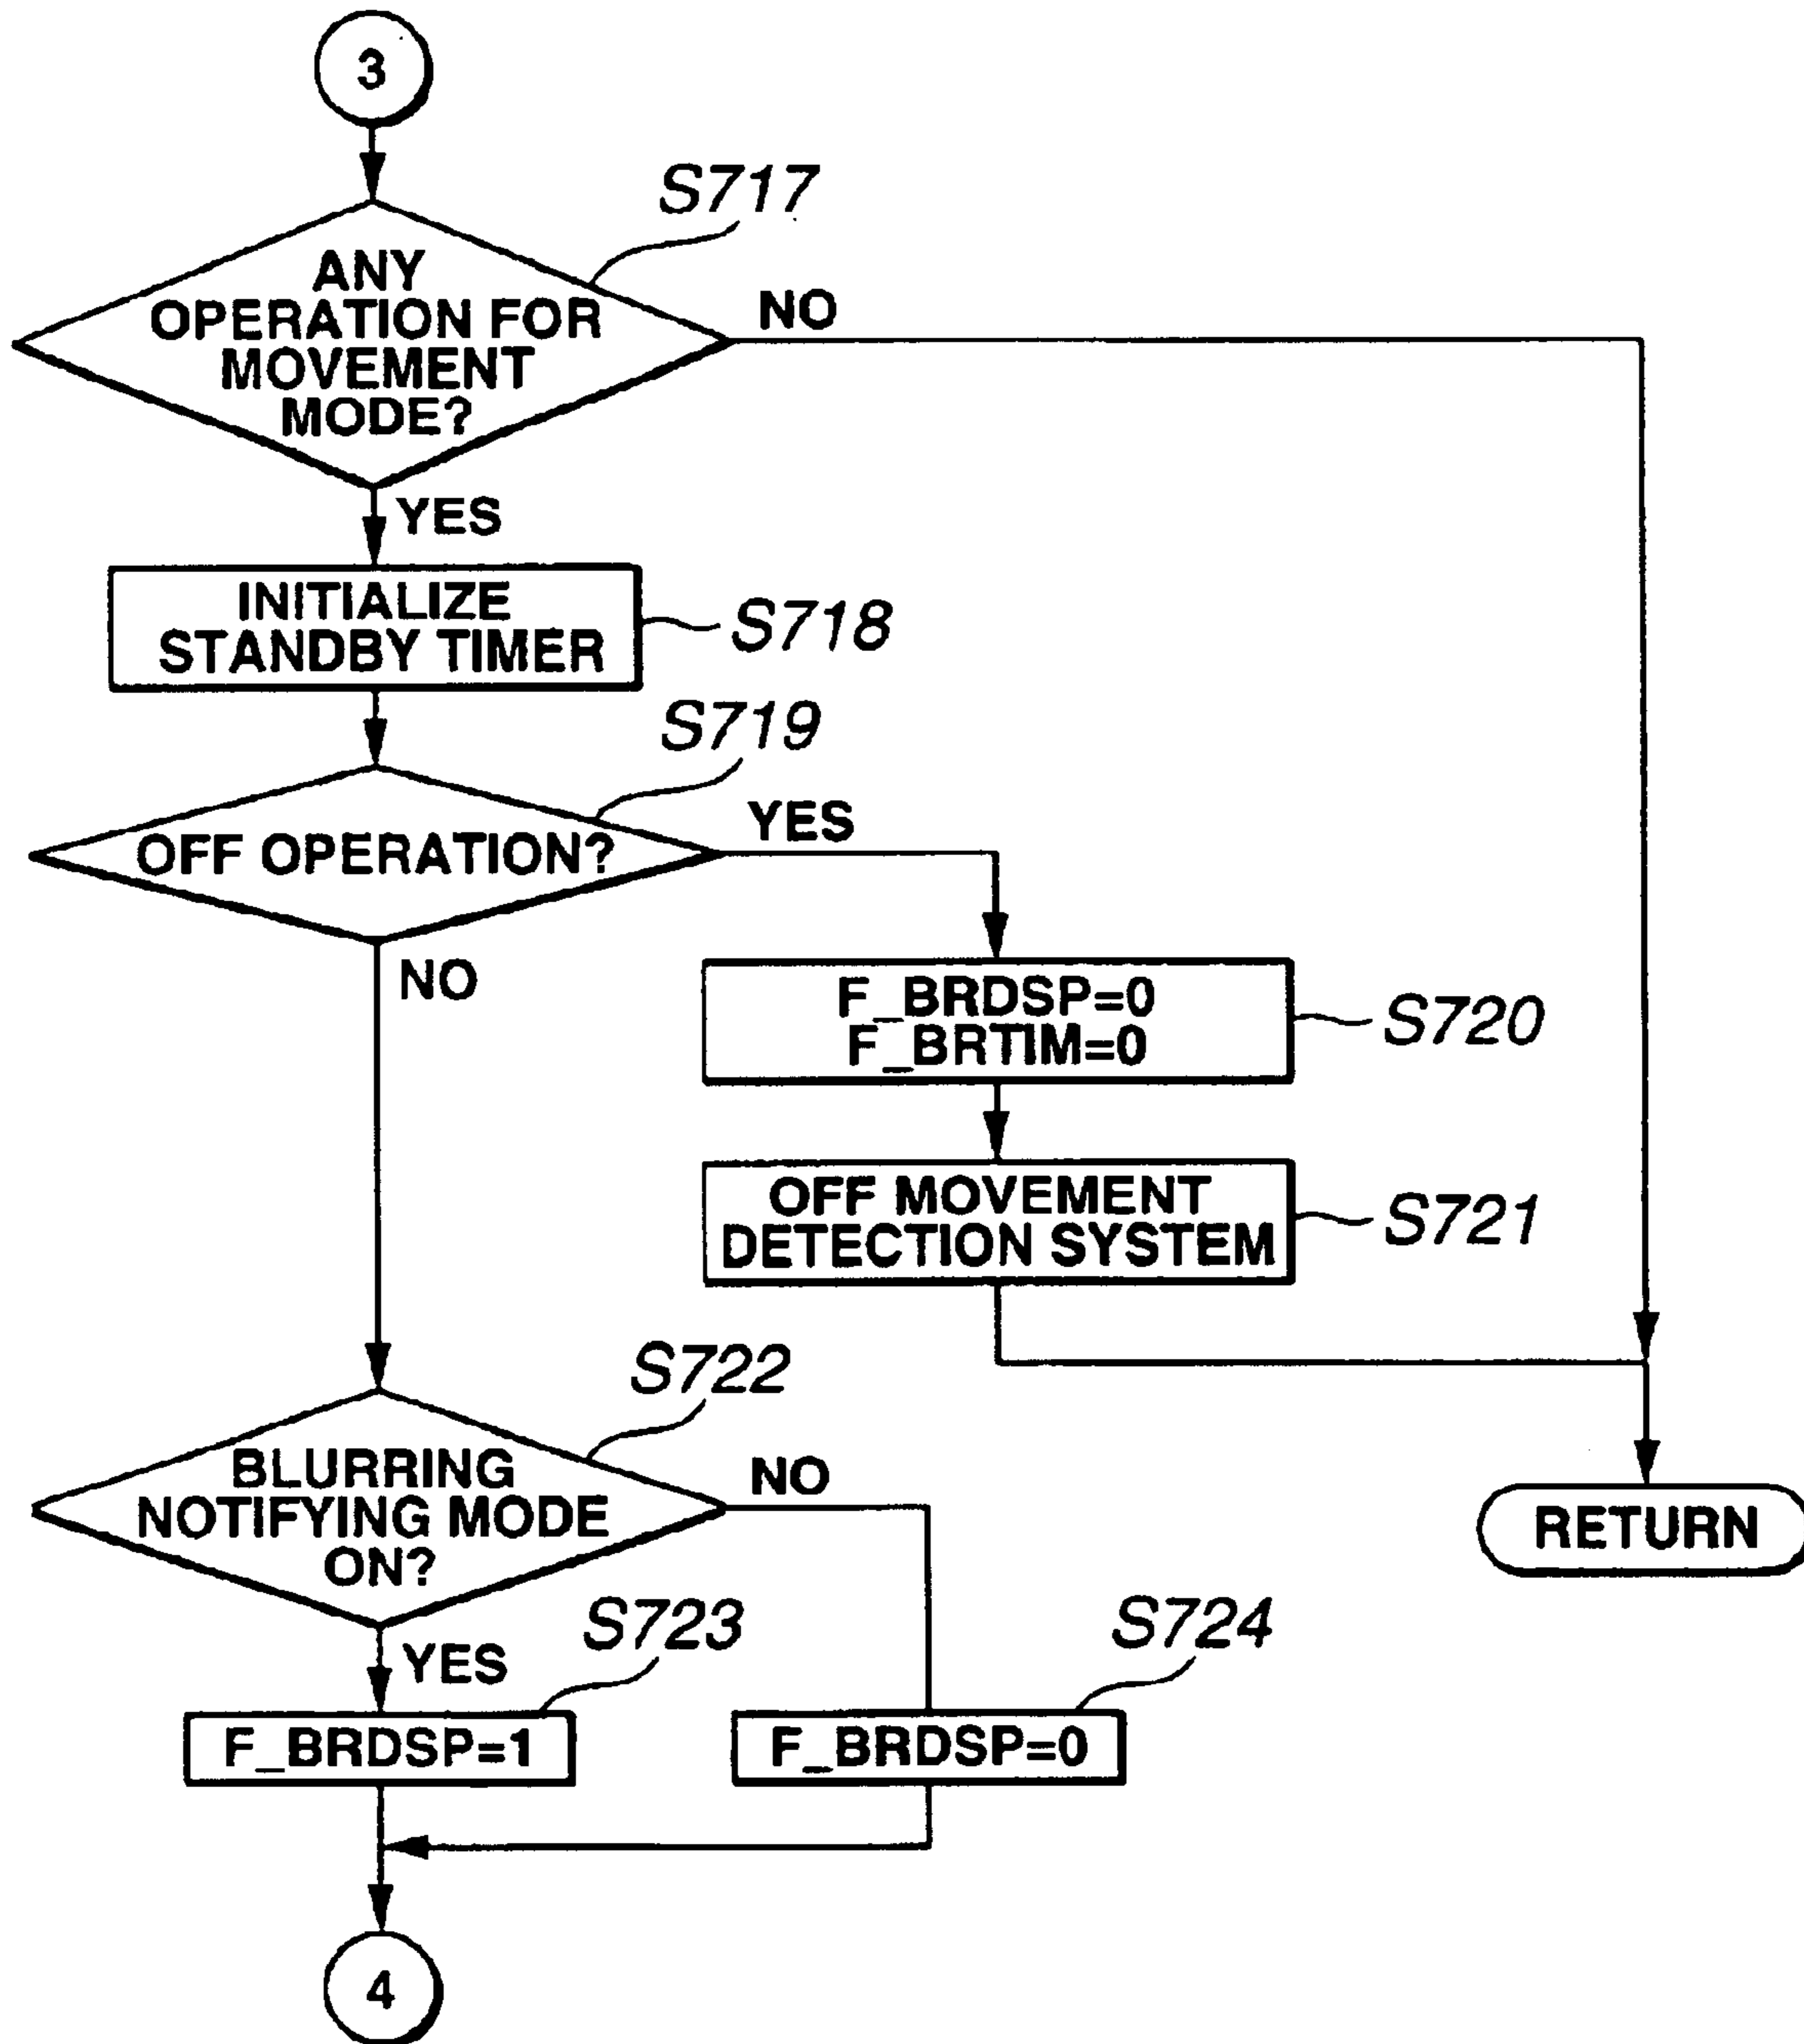 3
S717
ANY
OPERATION FOR
MOVEMENT
MODE?
NO
YES
INITIALIZE
STANDBY TIMER
S718
S719
OFF OPERATION?
YES
NO
F_BRDSP=0
F_BRTIM=0
S720
OFF MOVEMENT
DETECTION SYSTEM
S721
S722
BLURRING
NOTIFYING MODE
ON?
NO
RETURN
YES
S723
S724
F_BRDSP=1
F_BRDSP=0
4